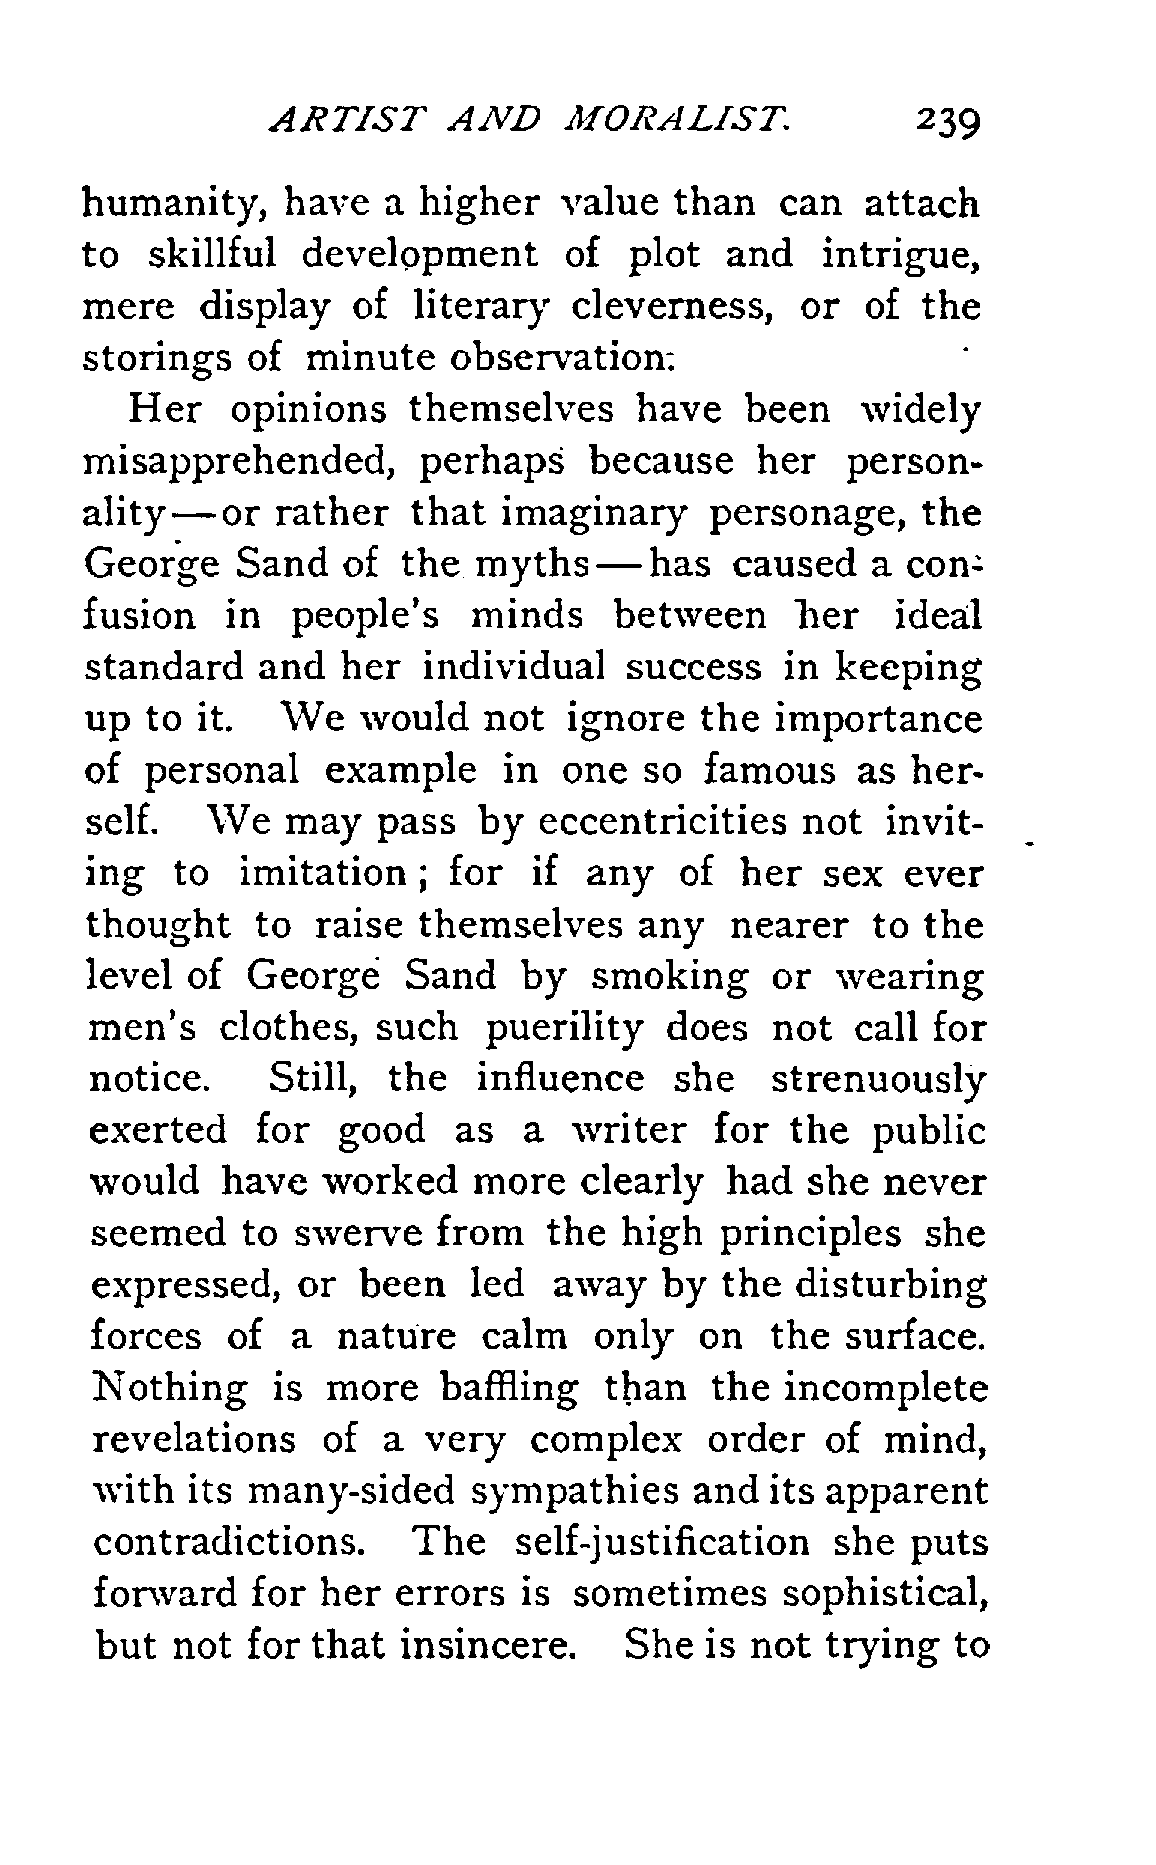 ARTIST AND MORALIST. 239
humanity, have a higher value than can attach
to skillful development of plot and intrigue,
mere display of literary cleverness, or of the
storings of minute observation.
Her opinions themselves have been widely
misapprehended, perhaps because her person-
ality—or rather that imaginary personage, the
George Sand of the myths—has caused a con-
fusion in people's minds between her ideal
standard and her individual success in keeping
up to it. We would not ignore the importance
of personal example in one so famous as her-
self. We may pass by eccentricities not invit-
ing to imitation; for if any of her sex ever
thought to raise themselves any nearer to the
level of George Sand by smoking or wearing
men's clothes, such puerility does not call for
notice. Still, the influence she strenuously
exerted for good as a writer for the public
would have worked more clearly had she never
seemed to swerve from the high principles she
expressed, or been led away by the disturbing
forces of a nature calm only on the surface.
Nothing is more baffling than the incomplete
revelations of a very complex order of mind,
with its many-sided sympathies and its apparent
contradictions. The self-justification she puts
forward for her errors is sometimes sophistical,
but not for that insincere. She is not trying to